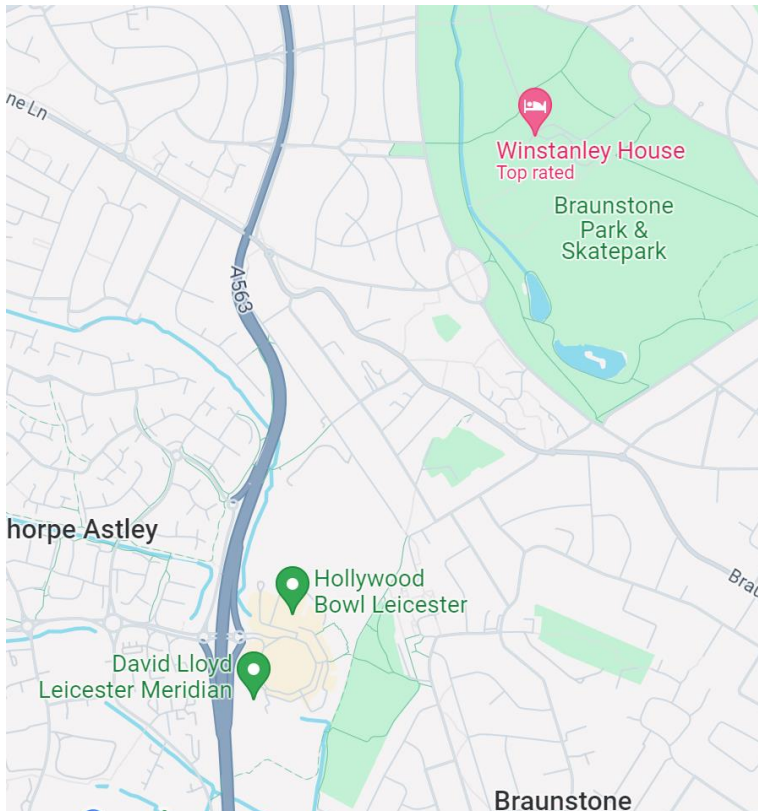 ne Ln
Winstanley House
Top rated
Braunstone
Park &
Skatepark
A563
horpe Astley
Hollywood
Bowl Leicester
Brau
David Lloyd
Leicester Meridian
Braunstone